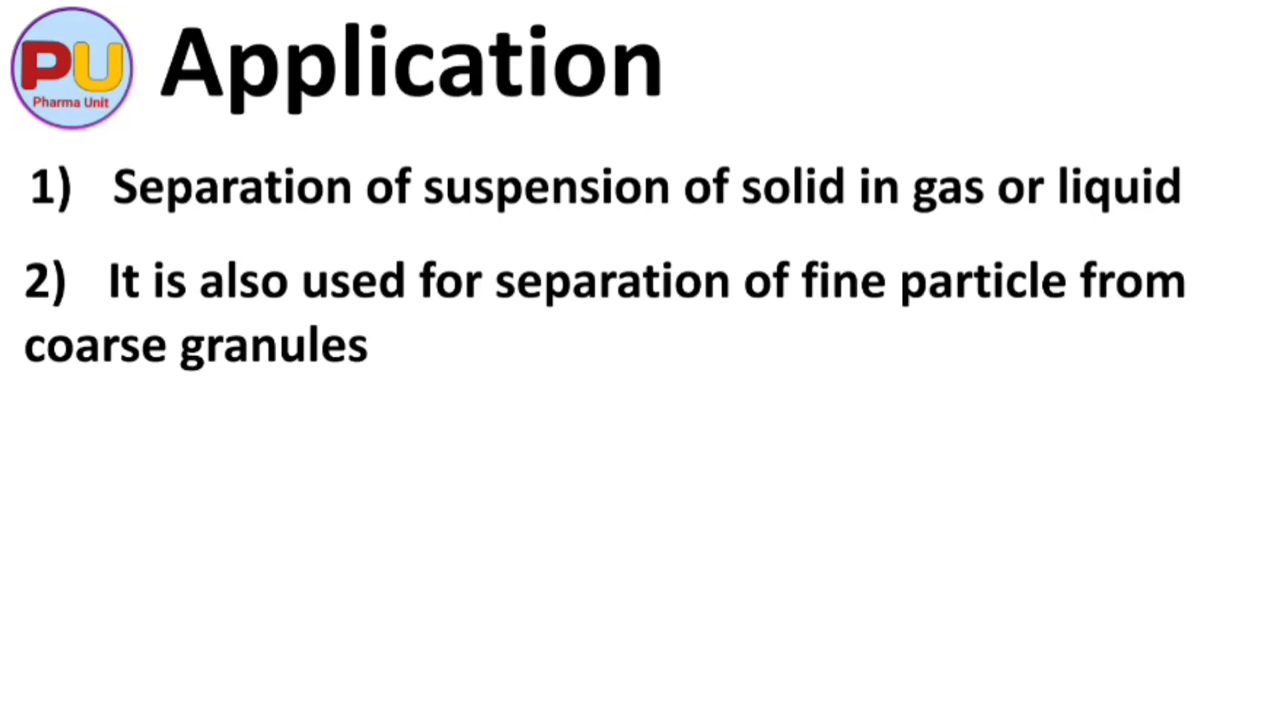 PU
Pharma Unit
Application
1) Separation of suspension of solid in gas or liquid
2) It is also used for separation of fine particle from
coarse granules